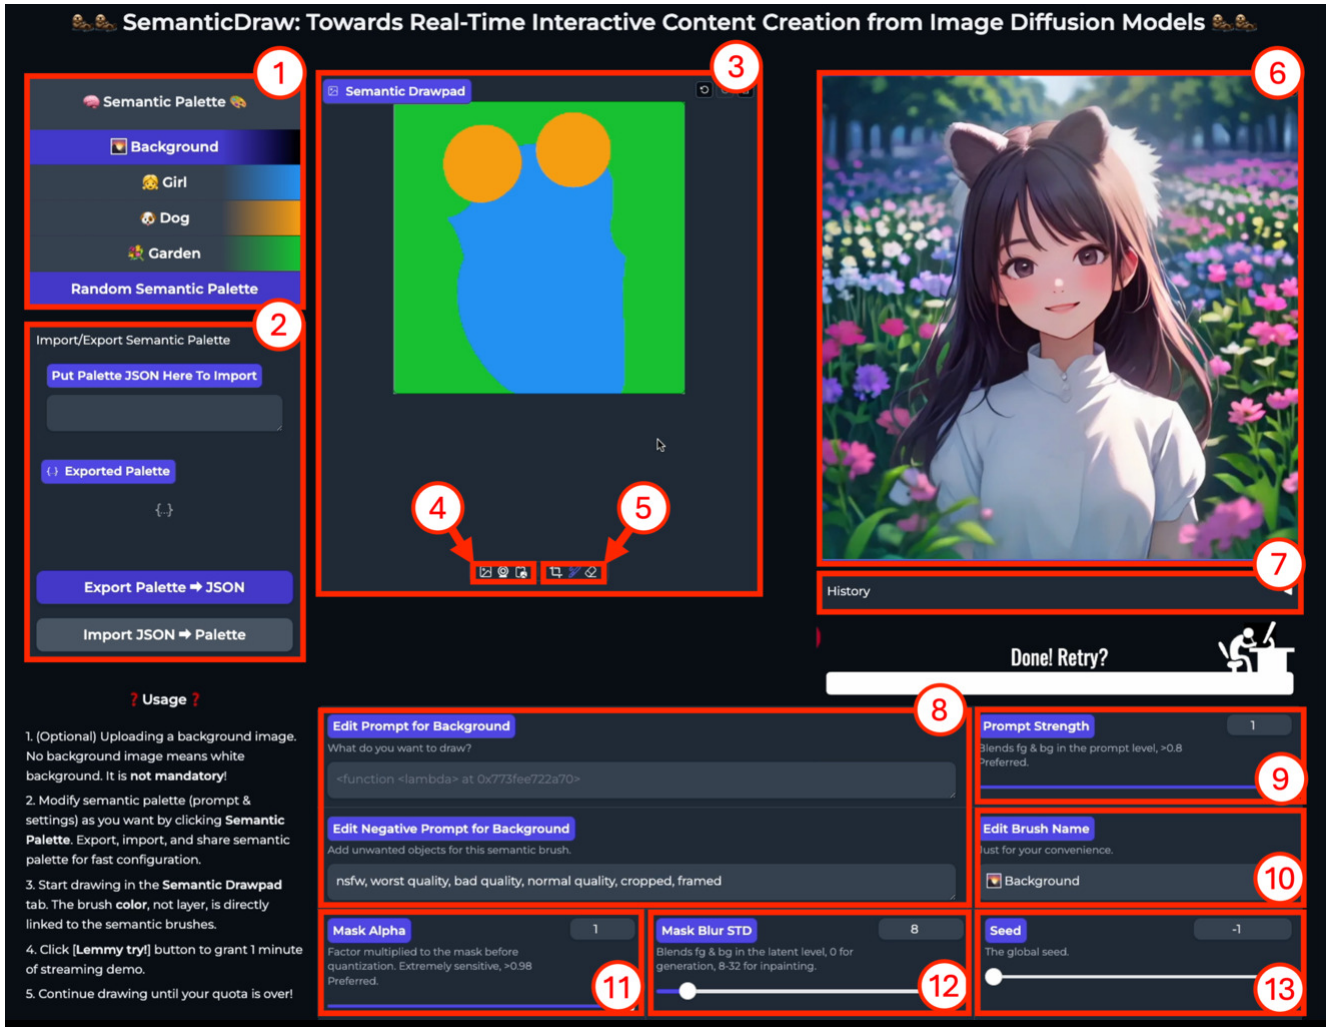 SemanticDraw: Towards Real-Time Interactive Content Creation from Image Diffusion Models
1
Semantic Palette
Background
Girl
Dog
Garden
Random Semantic Palette
2
Import/Export Semantic Palette
Put Palette JSON Here To Import
{·} Exported Palette
{..}
Export Palette ➡ JSON
Import JSON ➡ Palette
❓ Usage ❓
1. (Optional) Uploading a background image.
No background image means white
background. It is not mandatory!
2. Modify semantic palette (prompt &
settings) as you want by clicking Semantic
Palette. Export, import, and share semantic
palette for fast configuration.
3. Start drawing in the Semantic Drawpad
tab. The brush color, not layer, is directly
linked to the semantic brushes.
4. Click [Lemmy try!] button to grant 1 minute
of streaming demo.
5. Continue drawing until your quota is over!
3
Semantic Drawpad
4
5
6
7
History
Done! Retry?
8
Edit Prompt for Background
What do you want to draw?
<function <lambda> at 0x773fee722a70>
Edit Negative Prompt for Background
Add unwanted objects for this semantic brush.
nsfw, worst quality, bad quality, normal quality, cropped, framed
Prompt Strength
1
Blends fg & bg in the prompt level, >0.8
Preferred.
9
Edit Brush Name
Just for your convenience.
Background
10
Mask Alpha
1
Factor multiplied to the mask before
quantization. Extremely sensitive, >0.98
Preferred.
11
Mask Blur STD
8
Blends fg & bg in the latent level, 0 for
generation, 8-32 for inpainting.
12
Seed
-1
The global seed.
13